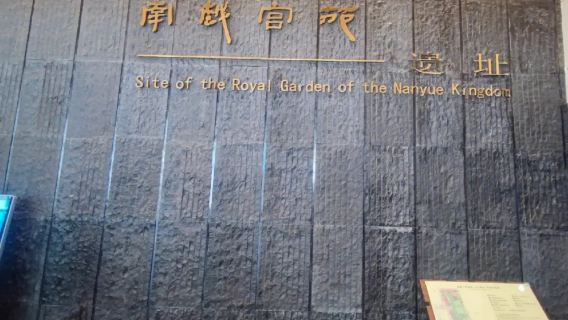 南越宫苑
遗址
Site of the Royal Garden of the Nanyue Kingdom